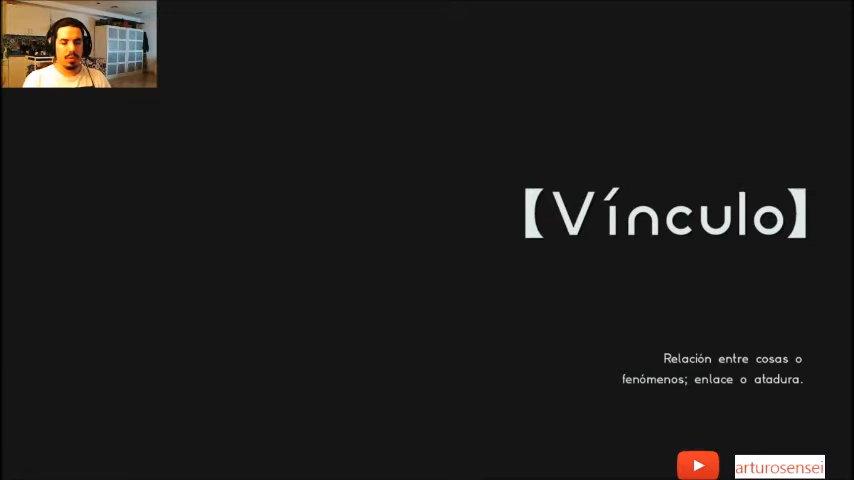 【Vínculo】
Relación entre cosas o
fenómenos; enlace o atadura.
arturosensei